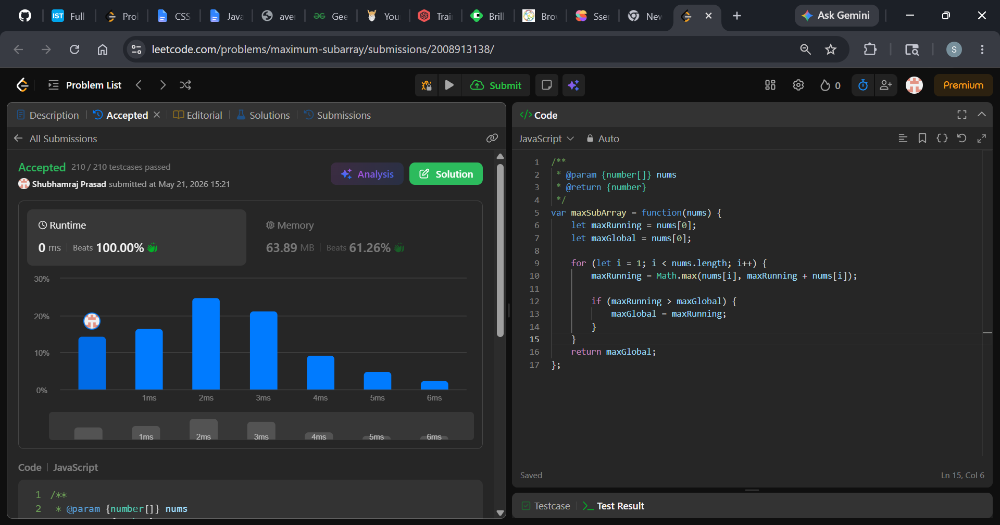 IST Full
Pro
CSS
Java
ave
Gee
You
Trai
Brill
Bro
Sser
Nev
Ask Gemini
leetcode.com/problems/maximum-subarray/submissions/2008913138/
S
Problem List
Submit
0
Premium
Description
Accepted
Editorial
Solutions
Submissions
All Submissions
Accepted 210 / 210 testcases passed
Shubhamraj Prasad submitted at May 21, 2026 15:21
Analysis
Solution
Runtime
0 ms | Beats 100.00%
Memory
63.89 MB | Beats 61.26%
30%
20%
10%
0%
1ms 2ms 3ms 4ms 5ms 6ms
1ms 2ms 3ms 4ms 5ms 6ms
Code | JavaScript
1 /**
2 * @param {number[]} nums
</> Code
JavaScript
Auto
1 /**
2 * @param {number[]} nums
3 * @return {number}
4 */
5 var maxSubArray = function(nums) {
6 let maxRunning = nums[0];
7 let maxGlobal = nums[0];
8
9 for (let i = 1; i < nums.length; i++) {
10 maxRunning = Math.max(nums[i], maxRunning + nums[i]);
11
12 if (maxRunning > maxGlobal) {
13 maxGlobal = maxRunning;
14 }
15 }
16 return maxGlobal;
17 };
Saved
Ln 15, Col 6
Testcase
Test Result